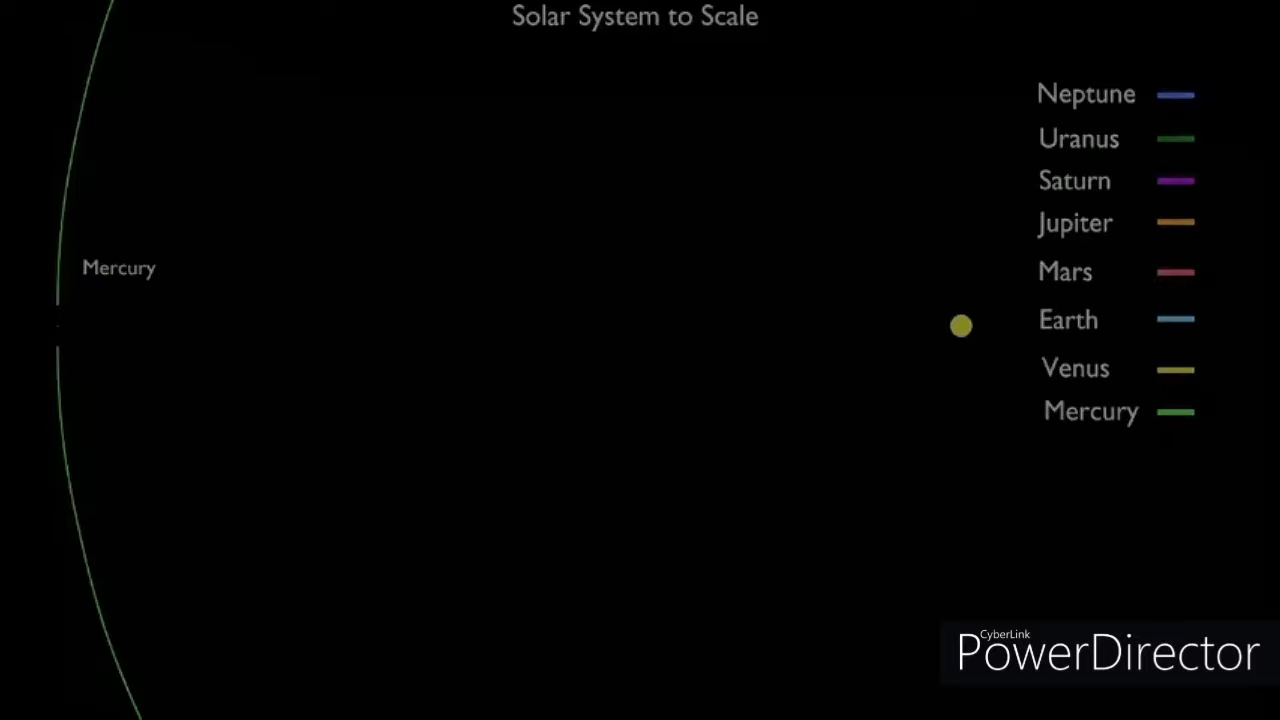 Solar System to Scale
Neptune
Uranus
Saturn
Jupiter
Mercury
Mars
Earth
Venus
Mercury
CyberLink
PowerDirector